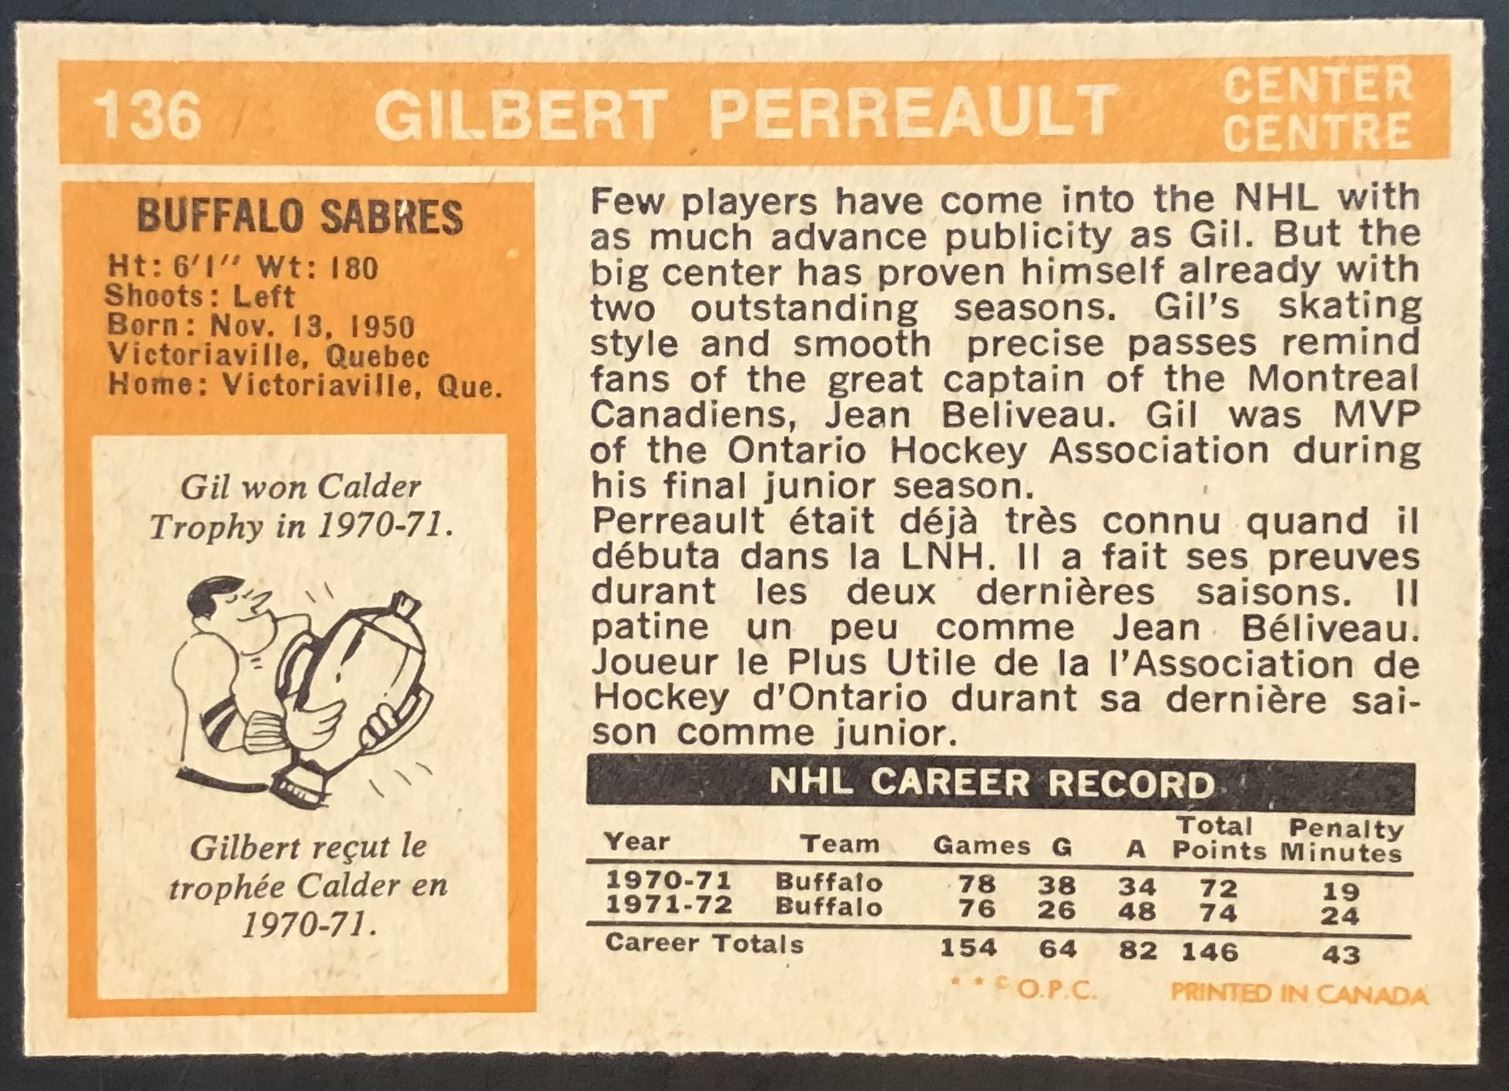 136 GILBERT PERREAULT CENTER
CENTRE
BUFFALO SABRES
Ht: 6'1" Wt: 180
Shoots: Left
Born: Nov. 13, 1950
Victoriaville, Quebec
Home: Victoriaville, Que.
Gil won Calder
Trophy in 1970-71.
Gilbert reçut le
trophée Calder en
1970-71.
Few players have come into the NHL with
as much advance publicity as Gil. But the
big center has proven himself already with
two outstanding seasons. Gil's skating
style and smooth precise passes remind
fans of the great captain of the Montreal
Canadiens, Jean Beliveau. Gil was MVP
of the Ontario Hockey Association during
his final junior season.
Perreault était déjà très connu quand il
débuta dans la LNH. Il a fait ses preuves
durant les deux dernières saisons. Il
patine un peu comme Jean Béliveau.
Joueur le Plus Utile de la l'Association de
Hockey d'Ontario durant sa dernière sai-
son comme junior.
NHL CAREER RECORD
Year Team Games G A Total Points Penalty Minutes
1970-71 Buffalo 78 38 34 72 19
1971-72 Buffalo 76 26 48 74 24
Career Totals 154 64 82 146 43
* * © O.P.C. PRINTED IN CANADA